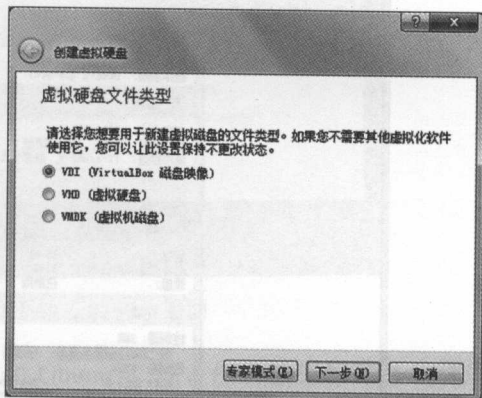 创建虚拟硬盘
虚拟硬盘文件类型
请选择您想要用于新建虚拟磁盘的文件类型。如果您不需要其他虚拟化软件
使用它，您可以让此设置保持不更改状态。
VDI (VirtualBox 磁盘映像)
VHD (虚拟硬盘)
VMDK (虚拟机磁盘)
专家模式(E) 下一步(N) 取消